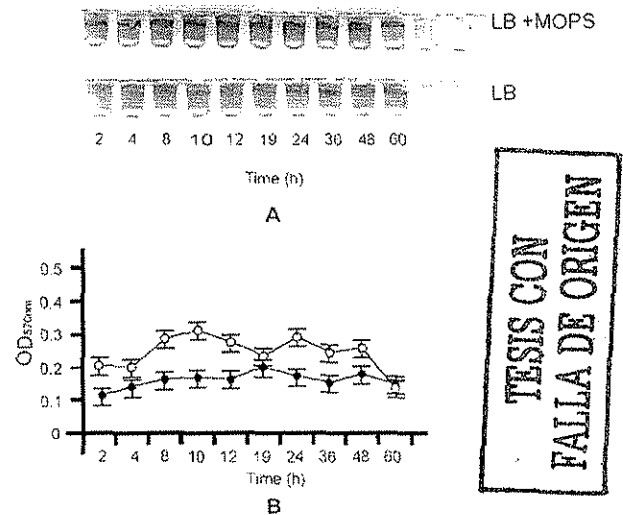 LB +MOPS
LB
2 4 8 10 12 19 24 36 48 60
Time (h)
A
0.5
0.4
0.3
0.2
0.1
0
OD570nm
2 4 8 10 12 19 24 36 48 60
Time (h)
B
TESIS CON
FALLA DE ORIGEN